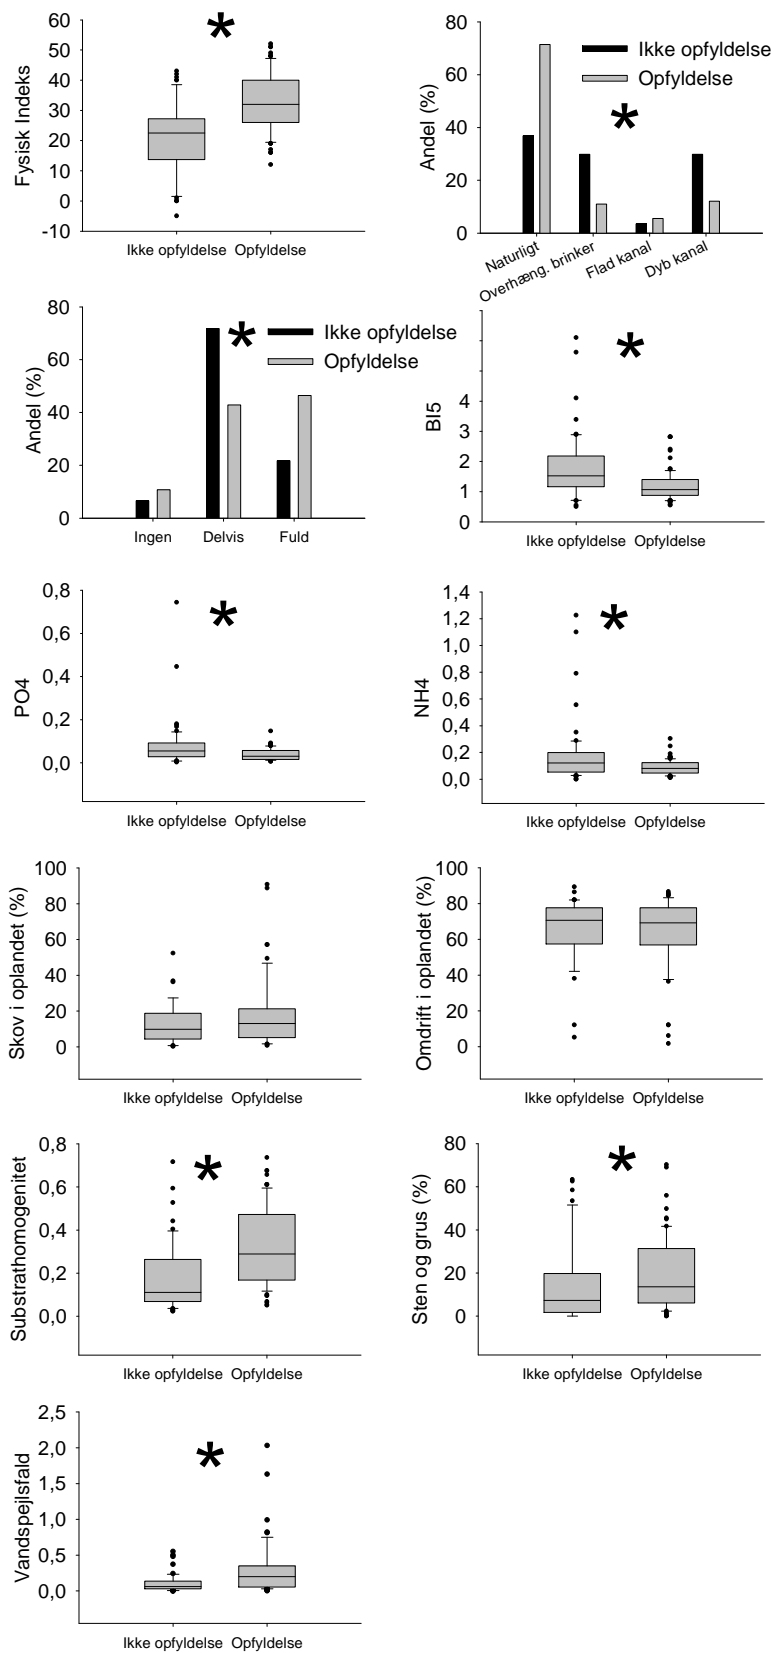 Fysisk Indeks
60
50
40
30
20
10
0
-10
*
Ikke opfyldelse Opfyldelse
Andel (%)
80
60
40
20
0
Ikke opfyldelse
Opfyldelse
*
Naturligt
Overhæng. brinker
Flad kanal
Dyb kanal
Andel (%)
80
60
40
20
0
*
Ikke opfyldelse
Opfyldelse
Ingen Delvis Fuld
BI5
4
3
2
1
0
*
Ikke opfyldelse Opfyldelse
PO4
0,8
0,6
0,4
0,2
0,0
*
Ikke opfyldelse Opfyldelse
NH4
1,4
1,2
1,0
0,8
0,6
0,4
0,2
0,0
*
Ikke opfyldelse Opfyldelse
Skov i oplandet (%)
100
80
60
40
20
0
Ikke opfyldelse Opfyldelse
Omdrift i oplandet (%)
100
80
60
40
20
0
Ikke opfyldelse Opfyldelse
Substrathomogenitet
0,8
0,6
0,4
0,2
0,0
*
Ikke opfyldelse Opfyldelse
Sten og grus (%)
80
60
40
20
0
*
Ikke opfyldelse Opfyldelse
Vandspejlsfald
2,5
2,0
1,5
1,0
0,5
0,0
*
Ikke opfyldelse Opfyldelse